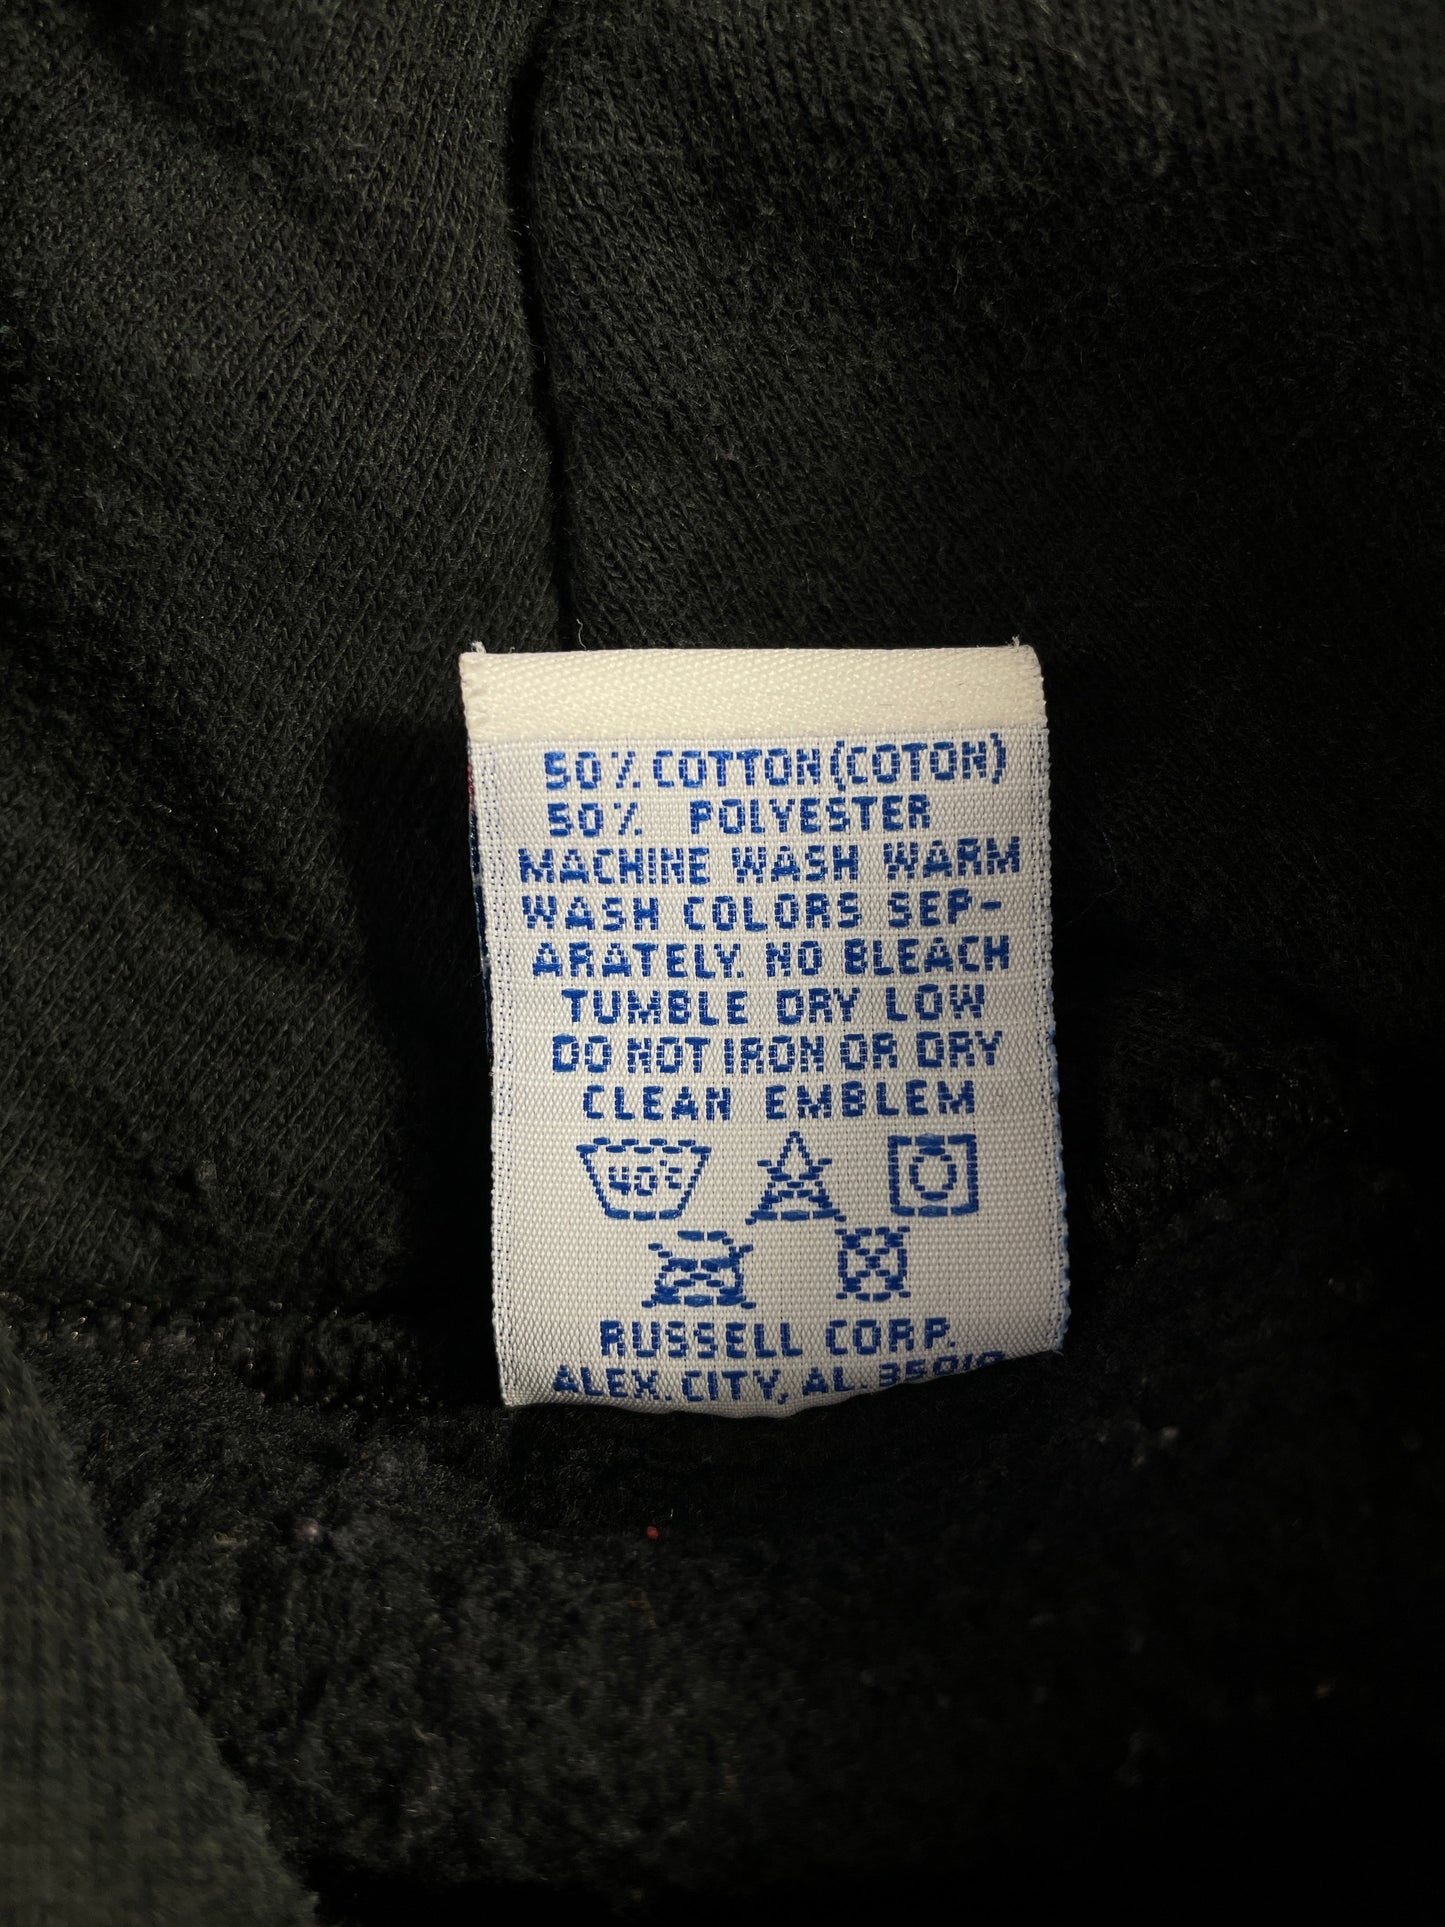 50% COTTON (COTON)
50% POLYESTER
MACHINE WASH WARM
WASH COLORS SEP-
ARATELY. NO BLEACH
TUMBLE DRY LOW
DO NOT IRON OR DRY
CLEAN EMBLEM
40°C
RUSSELL CORP.
ALEX. CITY, AL. 35010